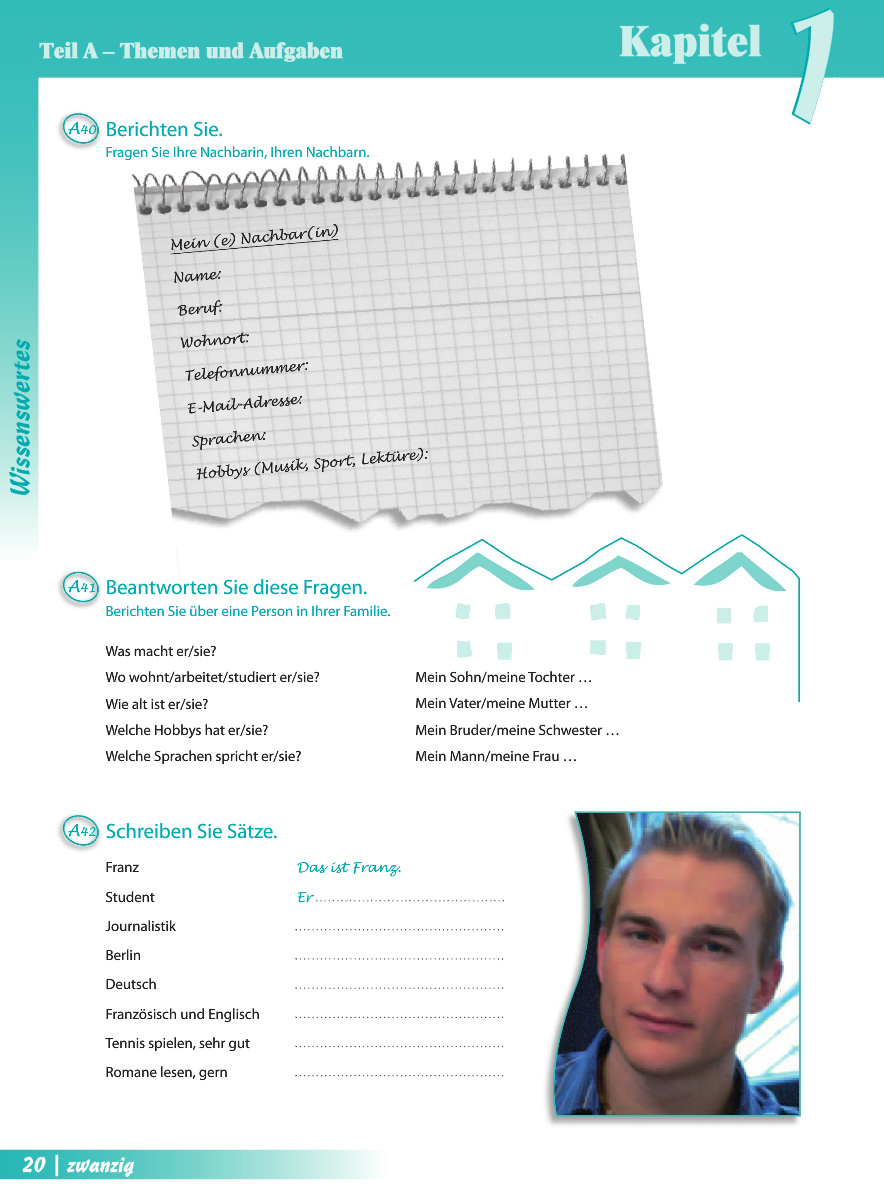 Teil A – Themen und Aufgaben
Kapitel 1
Wissenswertes
A40 Berichten Sie.
Fragen Sie Ihre Nachbarin, Ihren Nachbarn.
Mein (e) Nachbar(in)
Name:
Beruf:
Wohnort:
Telefonnummer:
E-Mail-Adresse:
Sprachen:
Hobbys (Musik, Sport, Lektüre):
A41 Beantworten Sie diese Fragen.
Berichten Sie über eine Person in Ihrer Familie.
Was macht er/sie?
Wo wohnt/arbeitet/studiert er/sie?
Wie alt ist er/sie?
Welche Hobbys hat er/sie?
Welche Sprachen spricht er/sie?
Mein Sohn/meine Tochter …
Mein Vater/meine Mutter …
Mein Bruder/meine Schwester …
Mein Mann/meine Frau …
A42 Schreiben Sie Sätze.
Franz Das ist Franz.
Student Er ..............................................
Journalistik ..................................................
Berlin ..................................................
Deutsch ..................................................
Französisch und Englisch ..................................................
Tennis spielen, sehr gut ..................................................
Romane lesen, gern ..................................................
20 | zwanzig